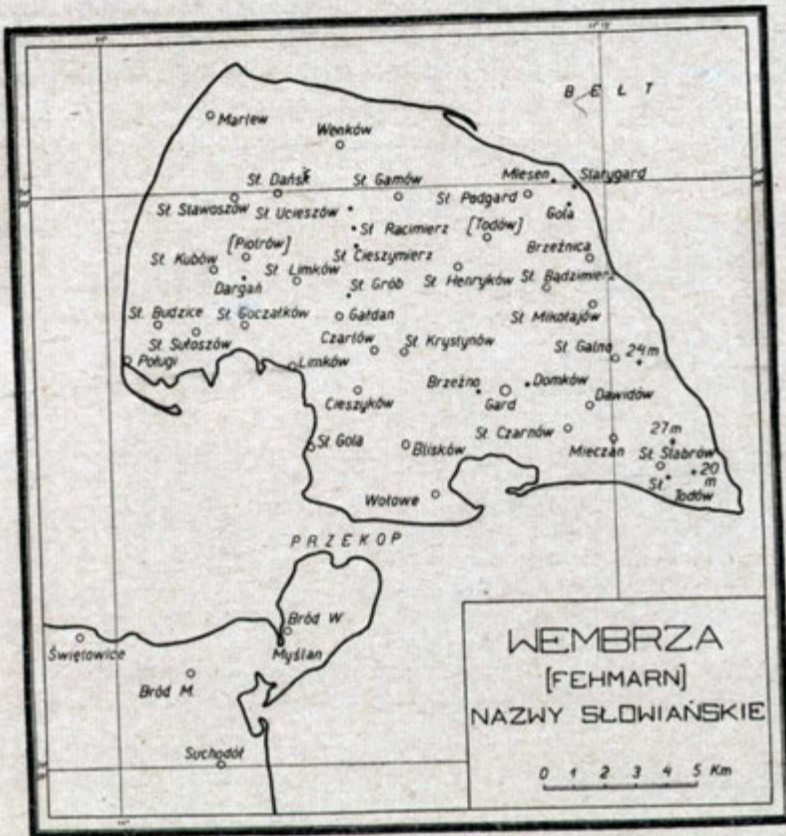 BELT
Marlew
Wenków
Miesen
Starygard
St. Dańsk
St. Gamów
St. Podgard
Gola
St. Sławoszów
St. Ucieszów
St. Racimierz
[Todów]
[Piotrów]
St. Cieszymierz
Brzeźnica
St. Kubów
St. Limków
St. Henryków
St. Bądzimierz
Dargań
St. Grób
St. Budzice
St. Goczałków
Gałdan
St. Mikołajów
St. Sułoszów
Czarlów
St. Krystynów
St. Galno
24m
Poługi
Limków
Cieszyków
Brzeźno
Domków
Gard
Dawidów
St. Czarnów
St. Gola
Blisków
Mieczan
27m
St. Słabrów
20
m
St.
Todów
Wołowe
PRZEKOP
Bród W
Myślan
Świętowice
Bród M.
Suchodół
WEMBRZA
[FEHMARN]
NAZWY SŁOWIAŃSKIE
0 1 2 3 4 5 Km